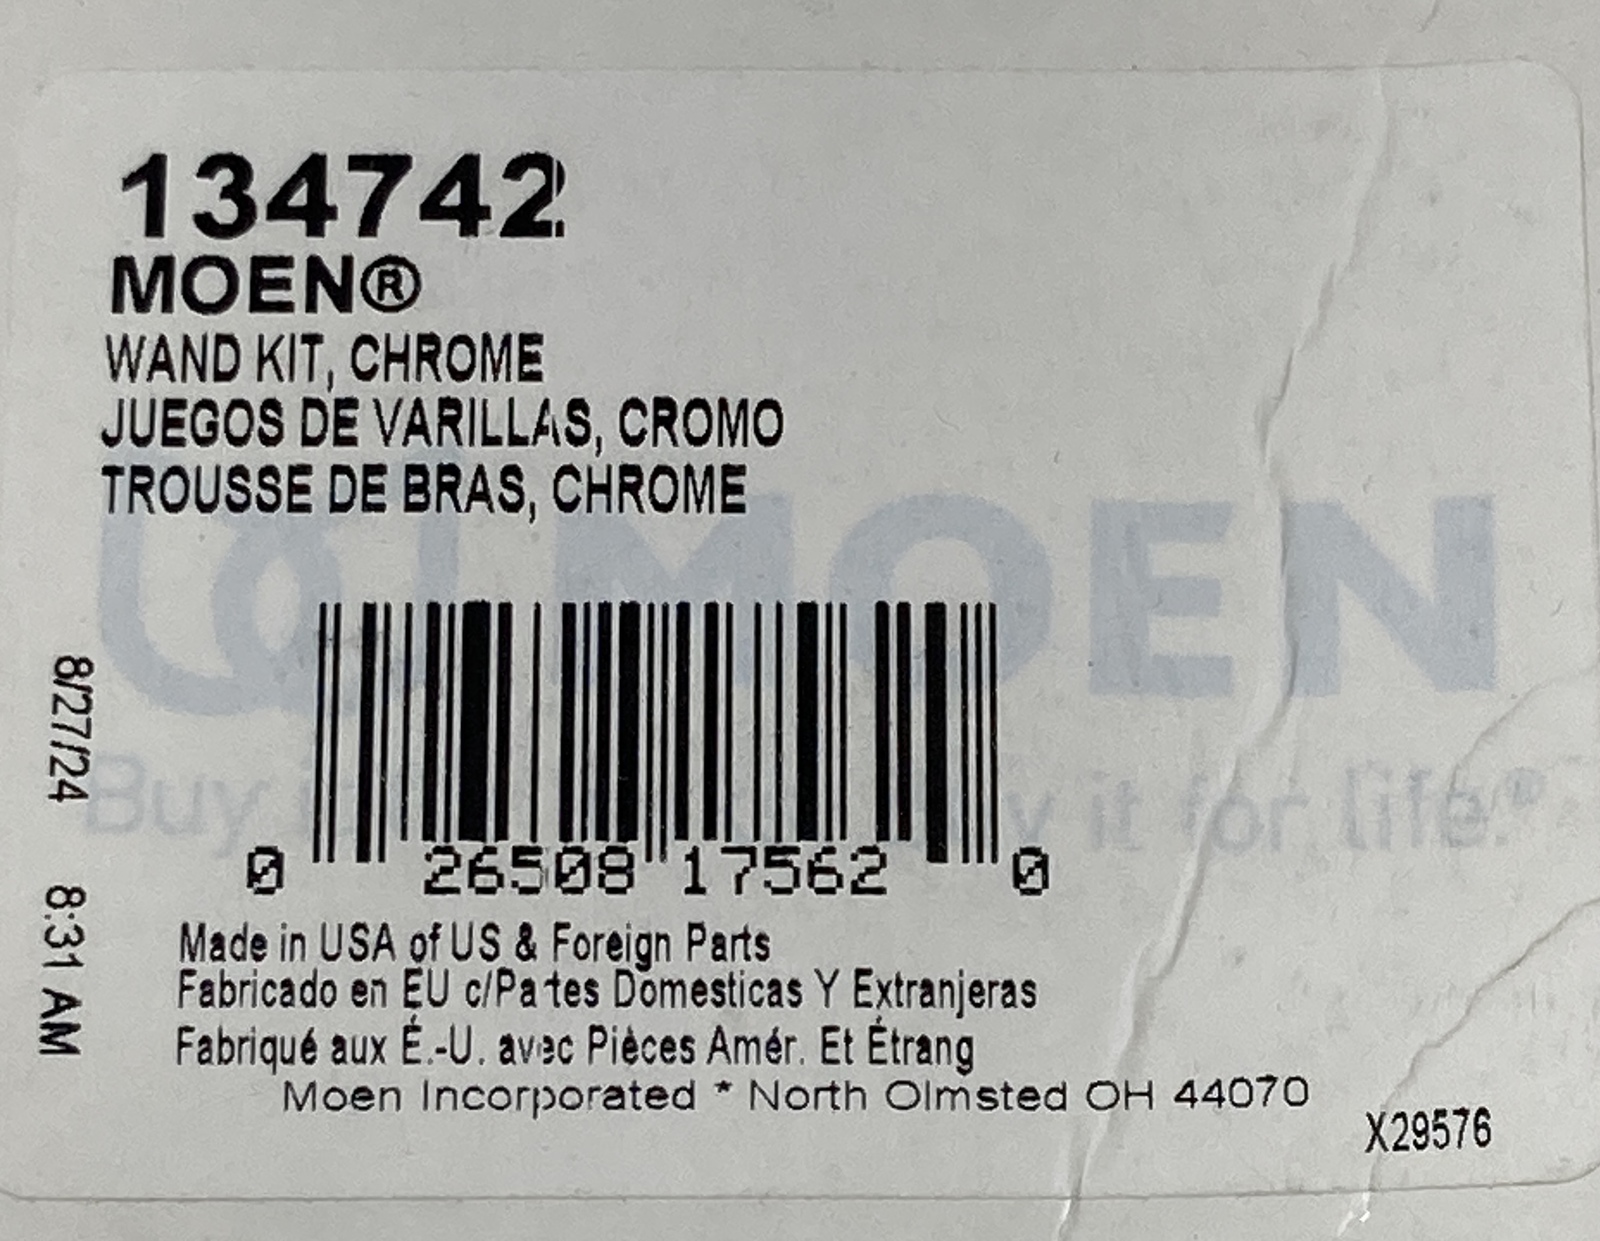 134742
MOEN®
WAND KIT, CHROME
JUEGOS DE VARILLAS, CROMO
TROUSSE DE BRAS, CHROME
MOEN
Buy it for life.®
8/27/24 8:31 AM
0 26508 17562 0
Made in USA of US & Foreign Parts
Fabricado en EU c/Partes Domesticas Y Extranjeras
Fabriqué aux É.-U. avec Pièces Amér. Et Étrang
Moen Incorporated * North Olmsted OH 44070
X29576